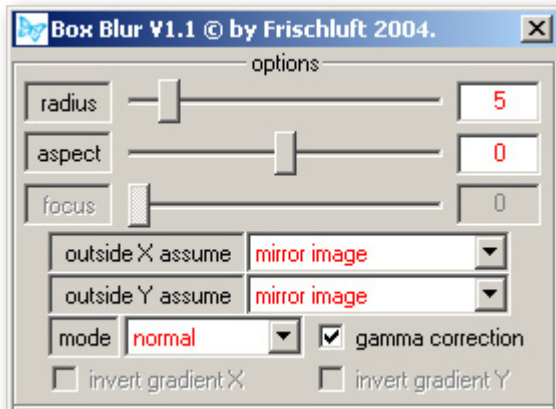 Box Blur V1.1 © by Frischluft 2004.
options
radius 5
aspect 0
focus 0
outside X assume mirror image
outside Y assume mirror image
mode normal gamma correction
invert gradient X invert gradient Y